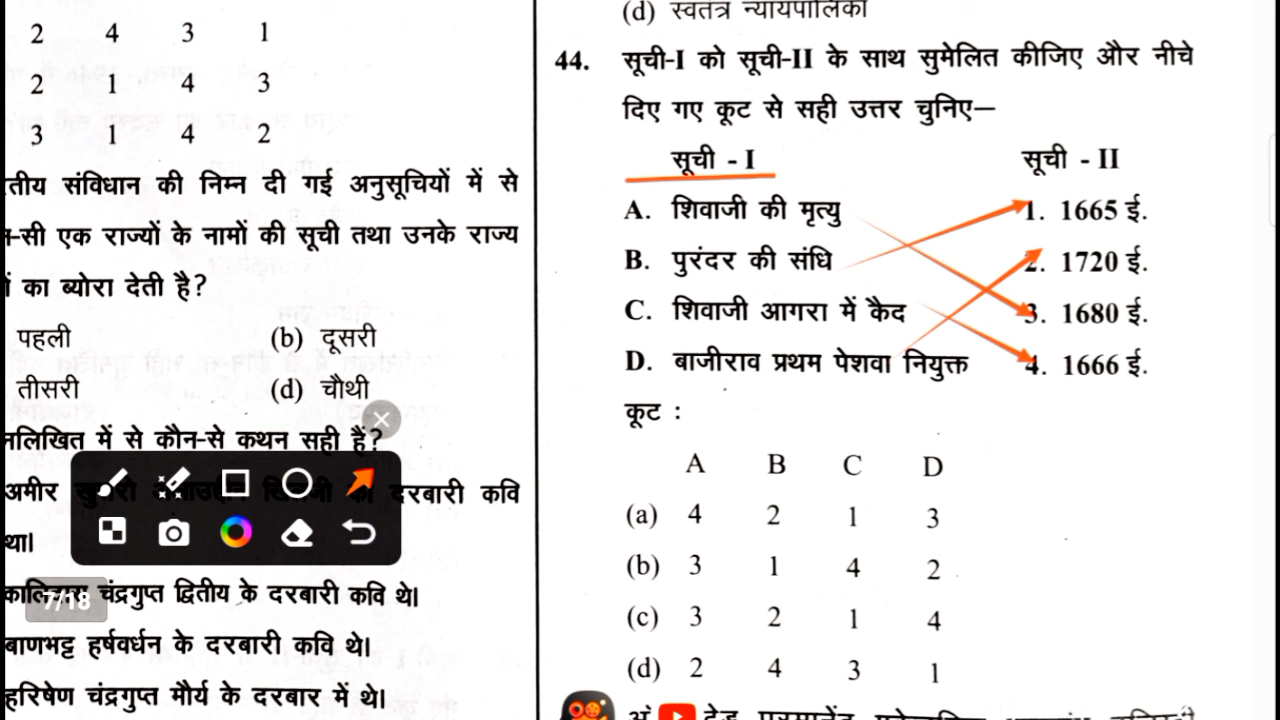 2 4 3 1
2 1 4 3
3 1 4 2
तीय संविधान की निम्न दी गई अनुसूचियों में से
सी एक राज्यों के नामों की सूची तथा उनके राज्य
का ब्योरा देती है?
पहली (b) दूसरी
तीसरी (d) चौथी
में से कौन-से कथन सही हैं?
अमीर दरबारी कवि
था।
चंद्रगुप्त द्वितीय के दरबारी कवि थे।
बाणभट्ट हर्षवर्धन के दरबारी कवि थे।
हरिषेण चंद्रगुप्त मौर्य के दरबार में थे।
7/18
(d) स्वतंत्र न्यायपालिका
44. सूची-I को सूची-II के साथ सुमेलित कीजिए और नीचे
दिए गए कूट से सही उत्तर चुनिए—
सूची - I सूची - II
A. शिवाजी की मृत्यु 1. 1665 ई.
B. पुरंदर की संधि 2. 1720 ई.
C. शिवाजी आगरा में कैद 3. 1680 ई.
D. बाजीराव प्रथम पेशवा नियुक्त 4. 1666 ई.
कूट :
A B C D
(a) 4 2 1 3
(b) 3 1 4 2
(c) 3 2 1 4
(d) 2 4 3 1